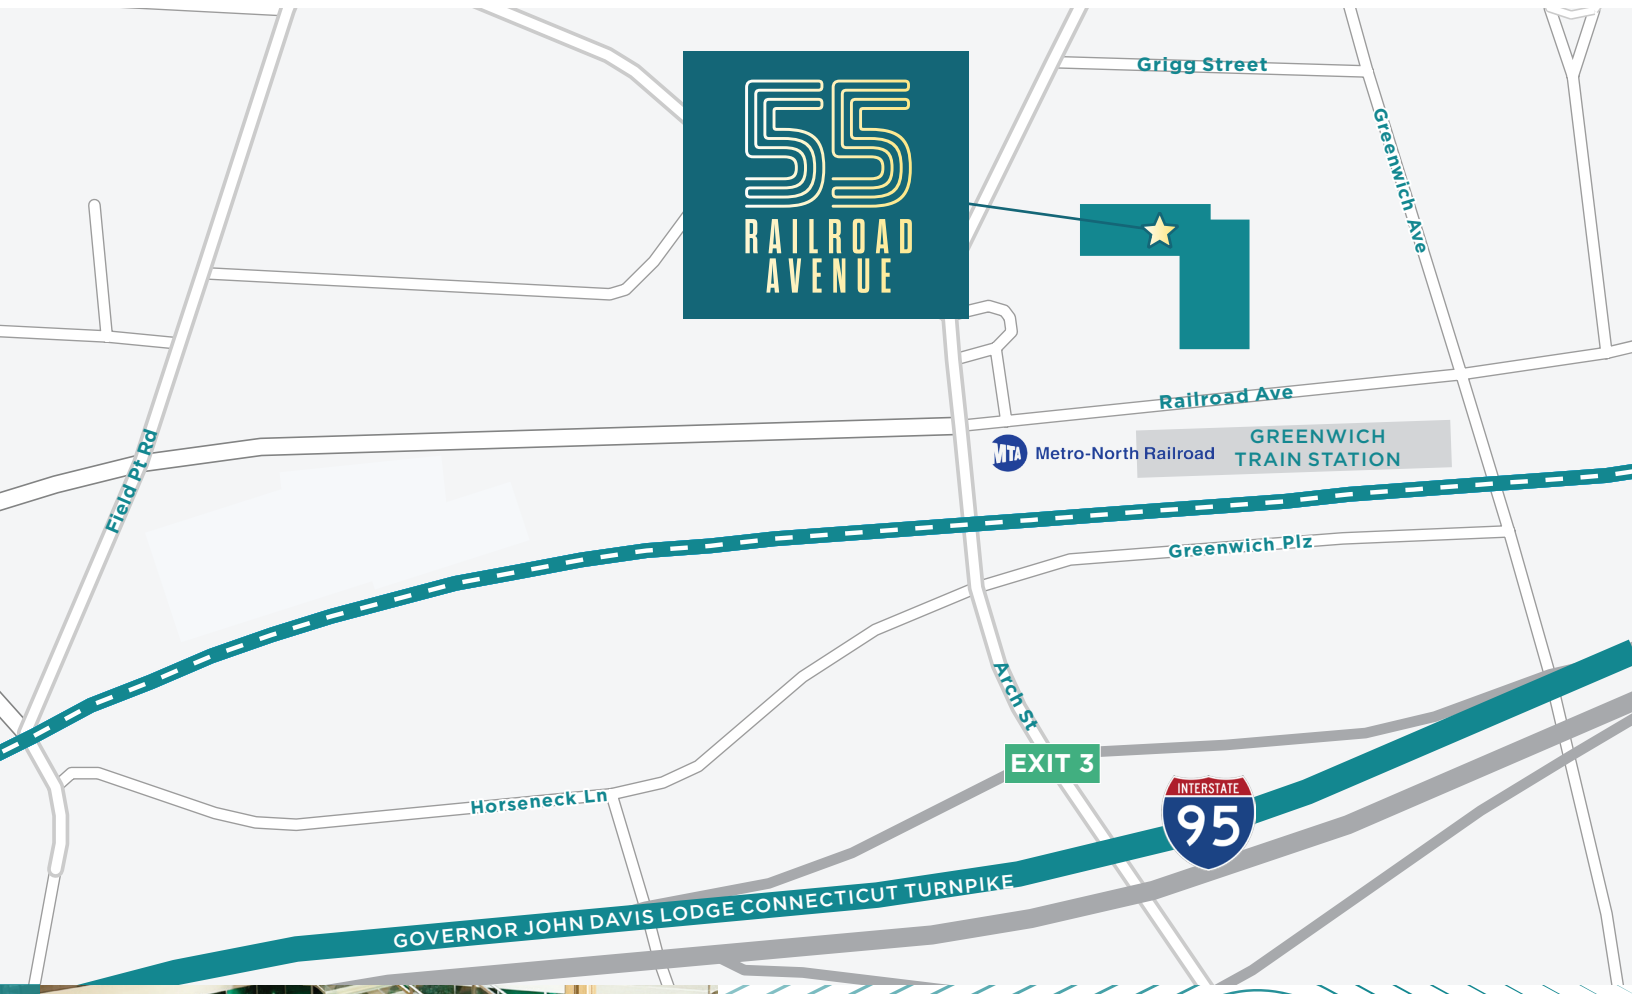 Grigg Street
55
RAILROAD
AVENUE
Greenwich Ave
Railroad Ave
GREENWICH
TRAIN STATION
MTA Metro-North Railroad
Field Pt Rd
Greenwich Plz
Arch St
EXIT 3
INTERSTATE
95
Horseneck Ln
GOVERNOR JOHN DAVIS LODGE CONNECTICUT TURNPIKE